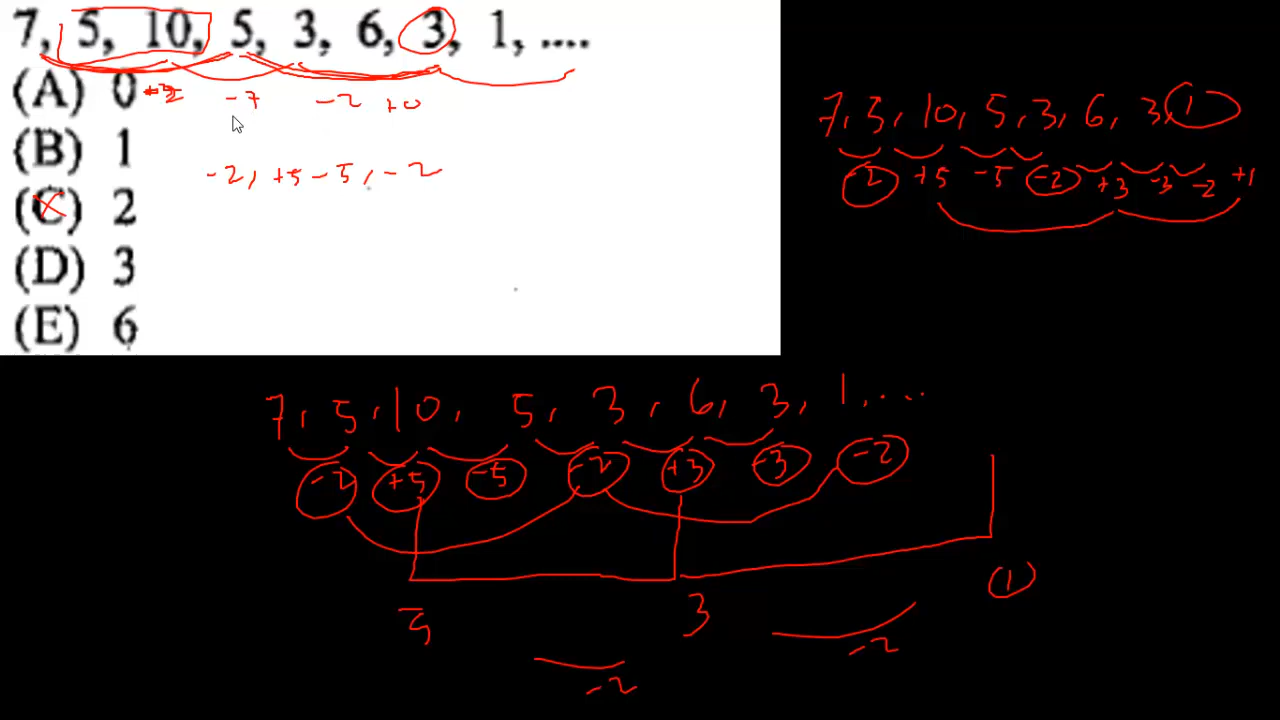 7, 5, 10, 5, 3, 6, 3, 1, ....
(A) 0
-7 -2 +0
(B) 1
-2, +5 -5, -2
(C) 2
(D) 3
(E) 6
7, 5, 10, 5, 3, 6, 3, 1
-2 +5 -5 -2 +3 -3 -2 +1
7, 5, 10, 5, 3, 6, 3, 1, ....
-2 +5 -5 -2 +3 -3 -2
5 3 1
-2 -2